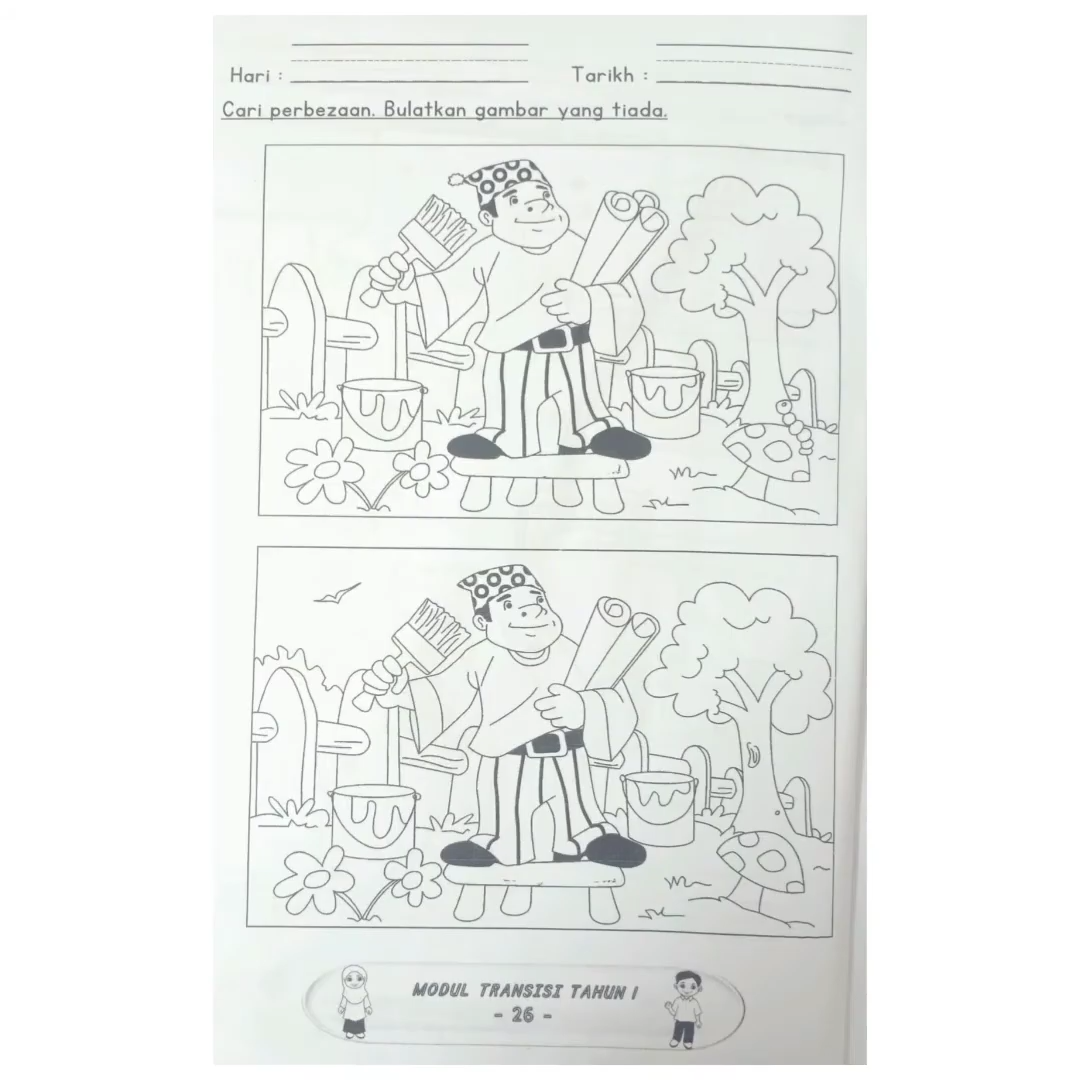 Hari :
Tarikh :
Cari perbezaan. Bulatkan gambar yang tiada.
MODUL TRANSISI TAHUN 1
- 26 -